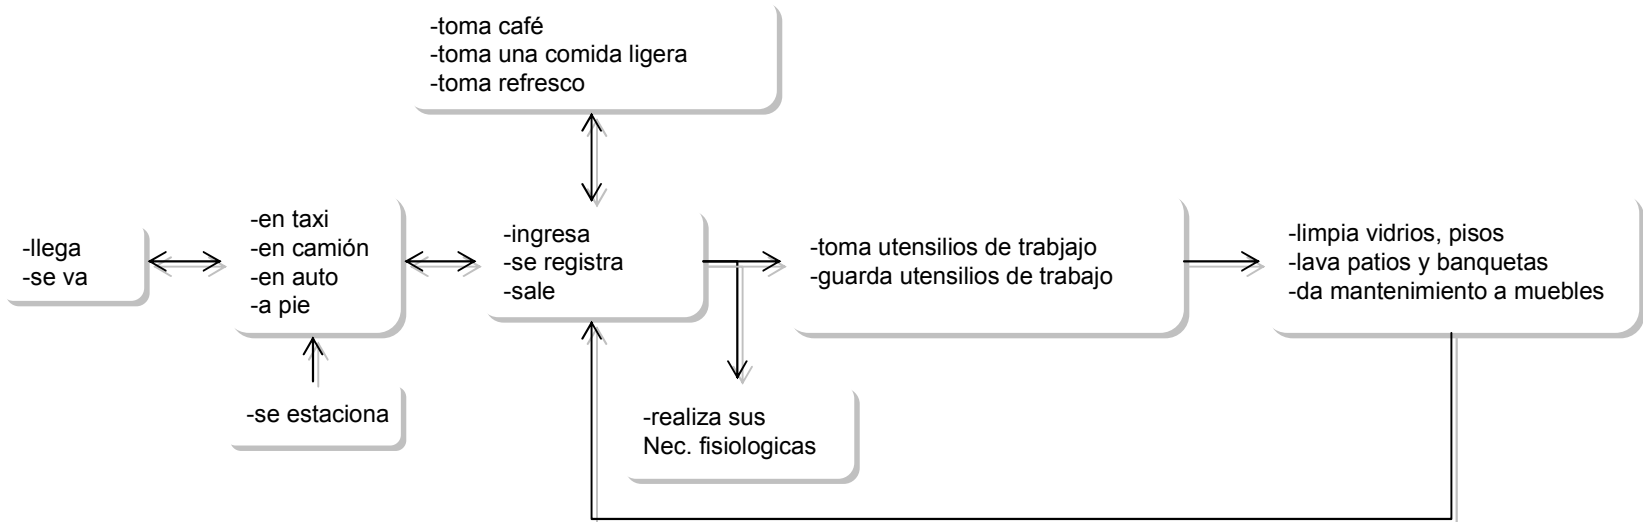 -toma café
-toma una comida ligera
-toma refresco
-llega
-se va
-en taxi
-en camión
-en auto
-a pie
-ingresa
-se registra
-sale
-toma utensilios de trabjajo
-guarda utensilios de trabajo
-limpia vidrios, pisos
-lava patios y banquetas
-da mantenimiento a muebles
-se estaciona
-realiza sus
Nec. fisiologicas